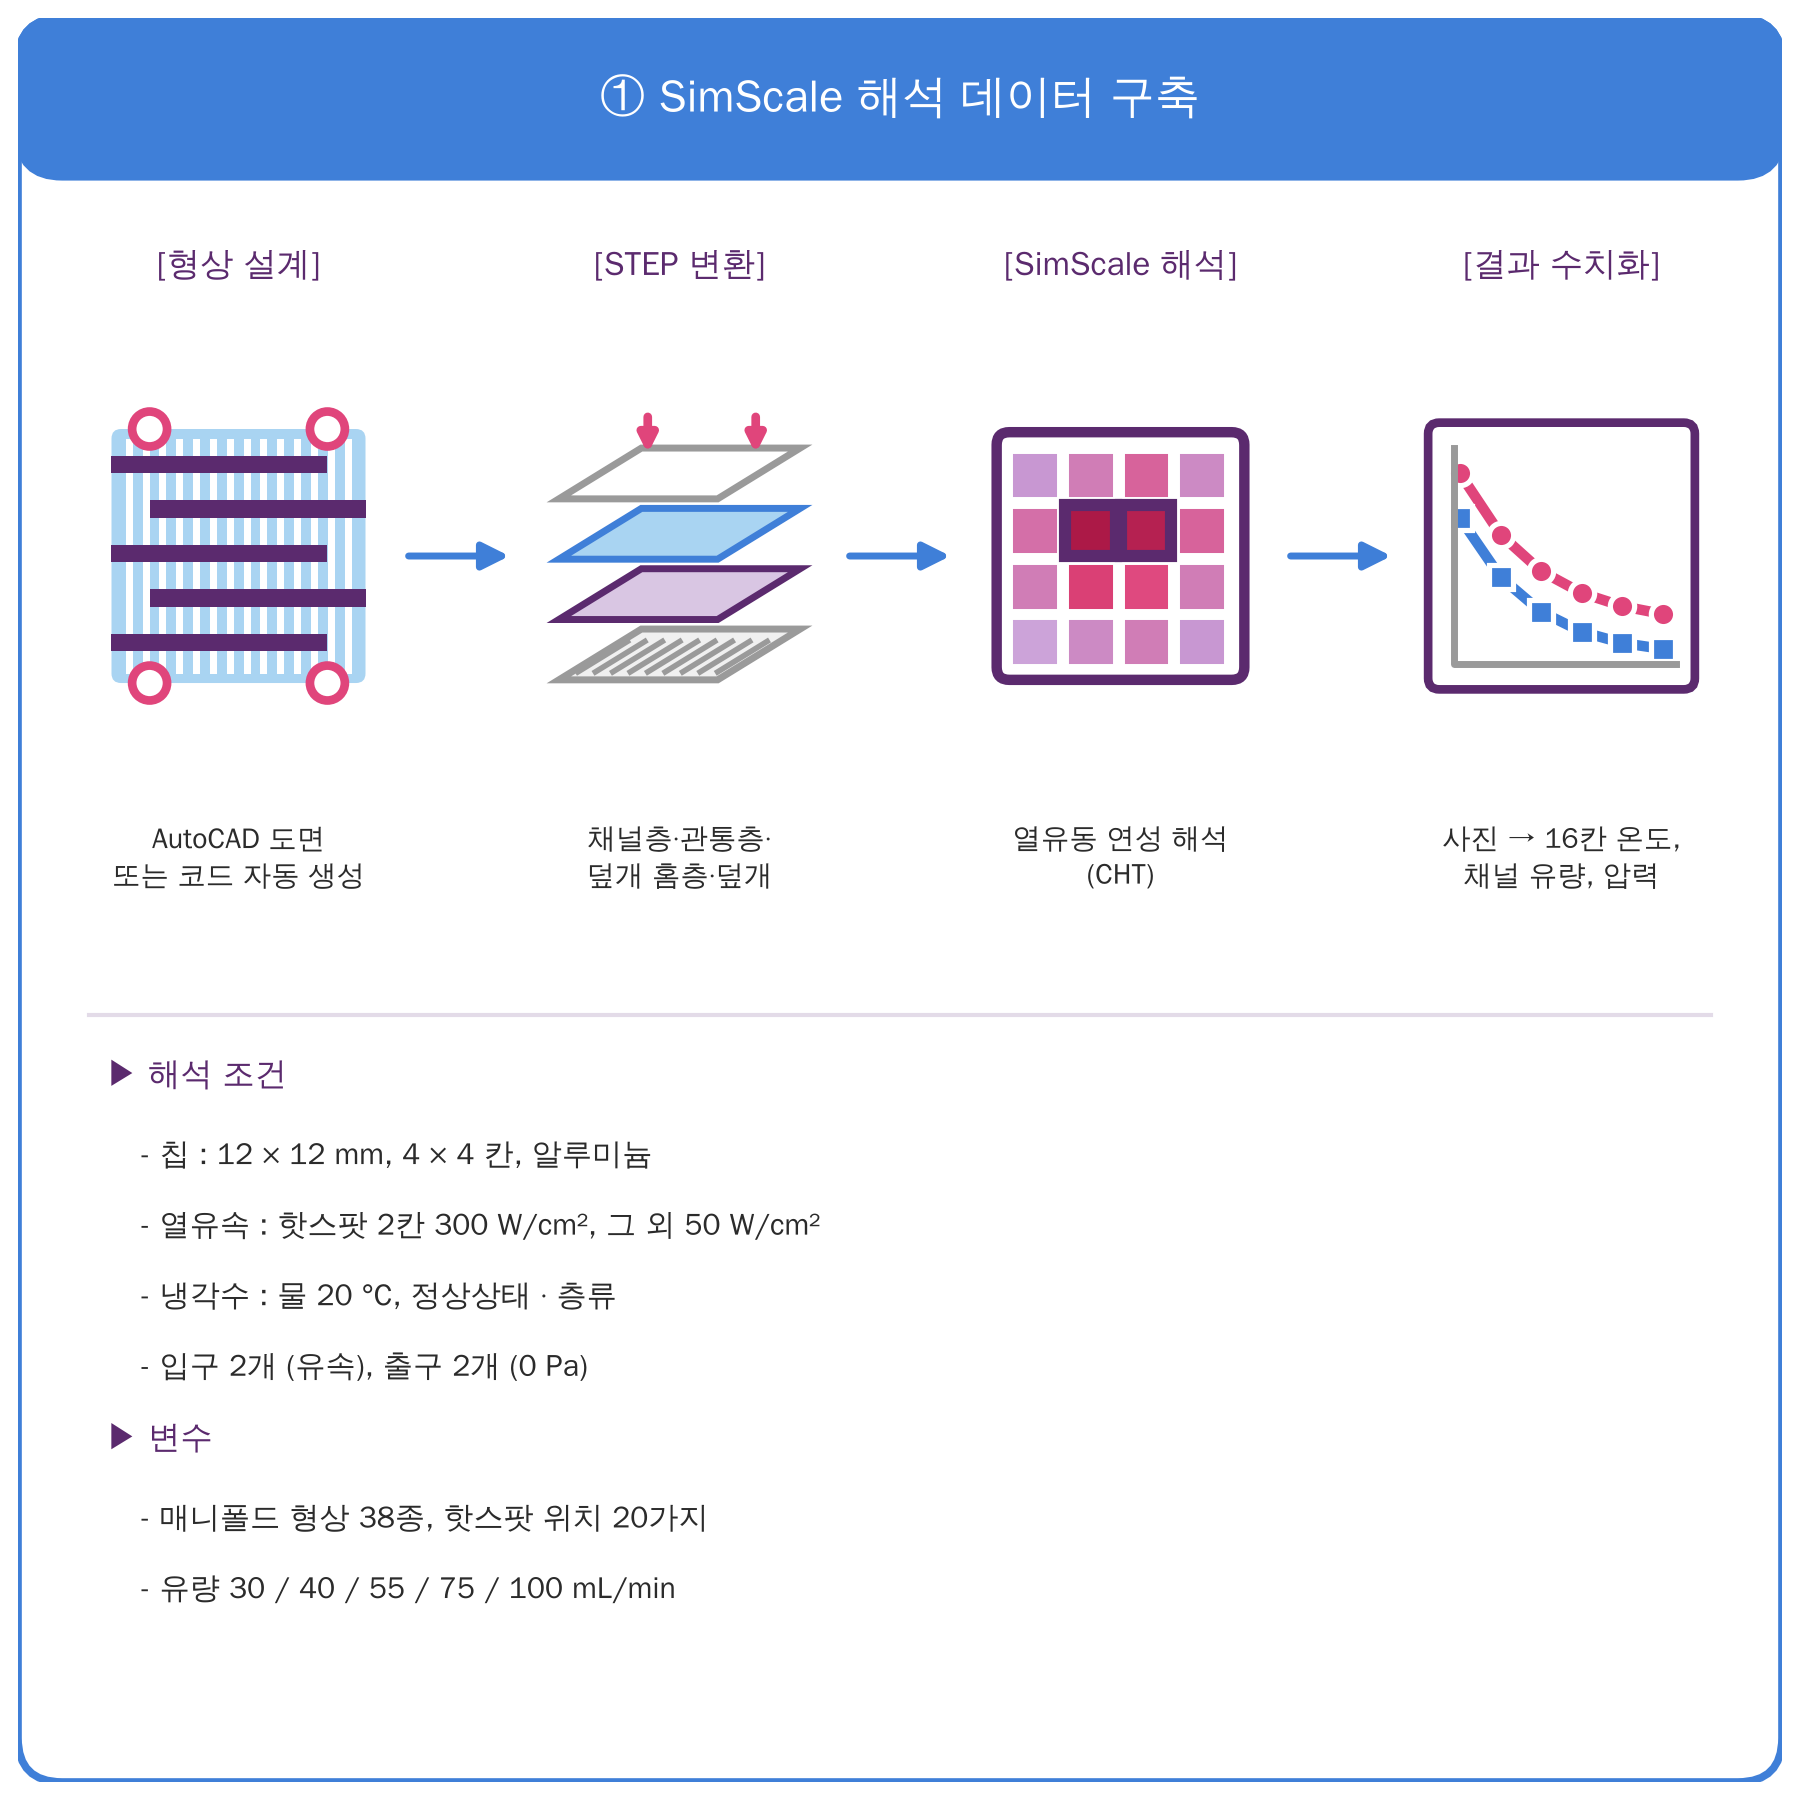 ① SimScale 해석 데이터 구축
[형상 설계]
[STEP 변환]
[SimScale 해석]
[결과 수치화]
AutoCAD 도면
또는 코드 자동 생성
채널층·관통층·
덮개 홈층·덮개
열유동 연성 해석
(CHT)
사진 → 16칸 온도,
채널 유량, 압력
▶ 해석 조건
- 칩 : 12 × 12 mm, 4 × 4 칸, 알루미늄
- 열유속 : 핫스팟 2칸 300 W/cm², 그 외 50 W/cm²
- 냉각수 : 물 20 °C, 정상상태 · 층류
- 입구 2개 (유속), 출구 2개 (0 Pa)
▶ 변수
- 매니폴드 형상 38종, 핫스팟 위치 20가지
- 유량 30 / 40 / 55 / 75 / 100 mL/min